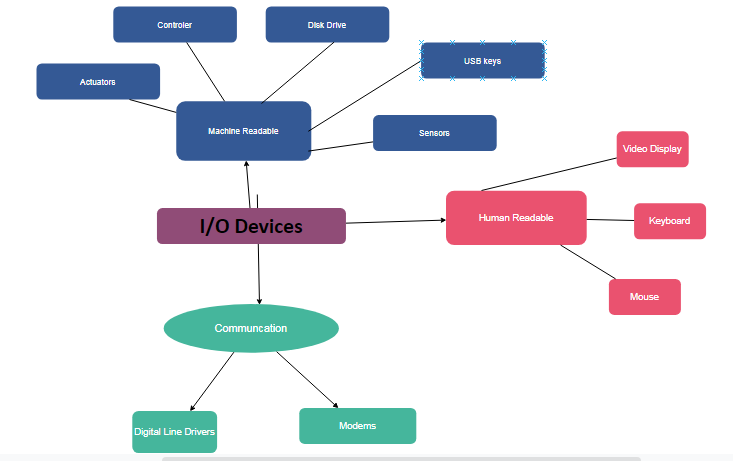 Controler
Disk Drive
USB keys
Actuators
Machine Readable
Sensors
Video Display
I/O Devices
Human Readable
Keyboard
Mouse
Communcation
Digital Line Drivers
Modems